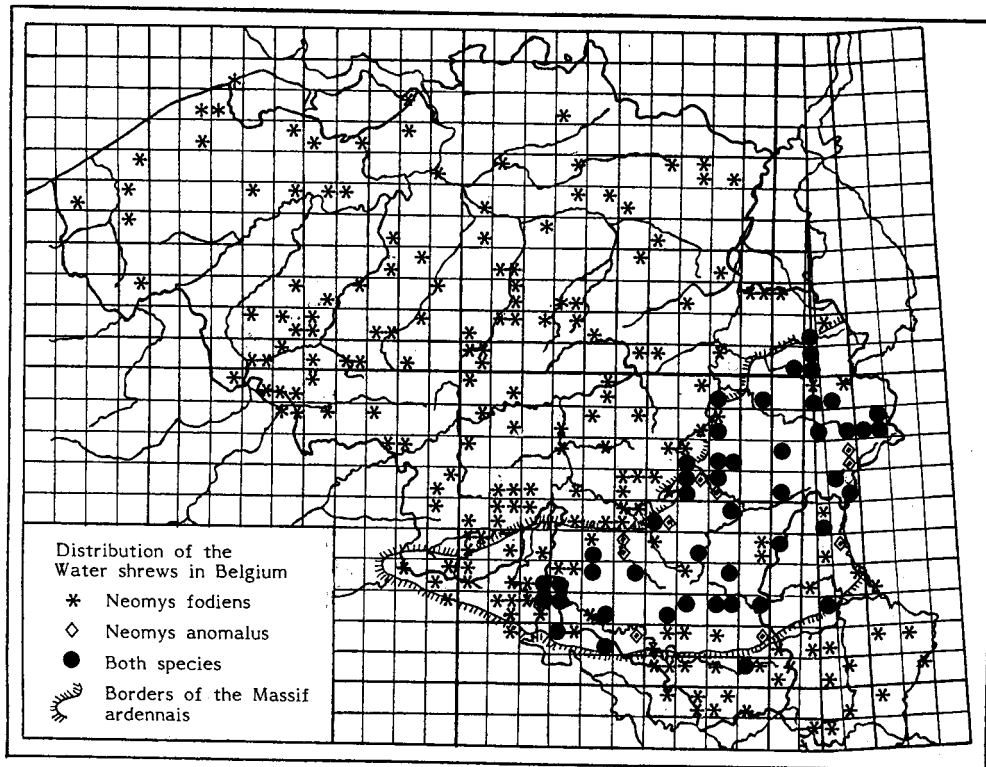 Distribution of the
Water shrews in Belgium
Neomys fodiens
Neomys anomalus
Both species
Borders of the Massif
ardennais